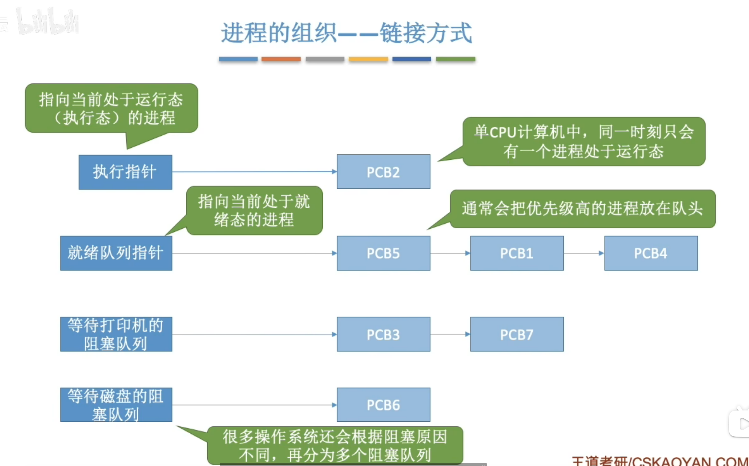 bilibili
进程的组织——链接方式
指向当前处于运行态
（执行态）的进程
单CPU计算机中，同一时刻只会
有一个进程处于运行态
执行指针
PCB2
指向当前处于就
绪态的进程
通常会把优先级高的进程放在队头
就绪队列指针
PCB5
PCB1
PCB4
等待打印机的
阻塞队列
PCB3
PCB7
等待磁盘的阻
塞队列
PCB6
很多操作系统还会根据阻塞原因
不同，再分为多个阻塞队列
王道考研/CSKAOYAN.COM